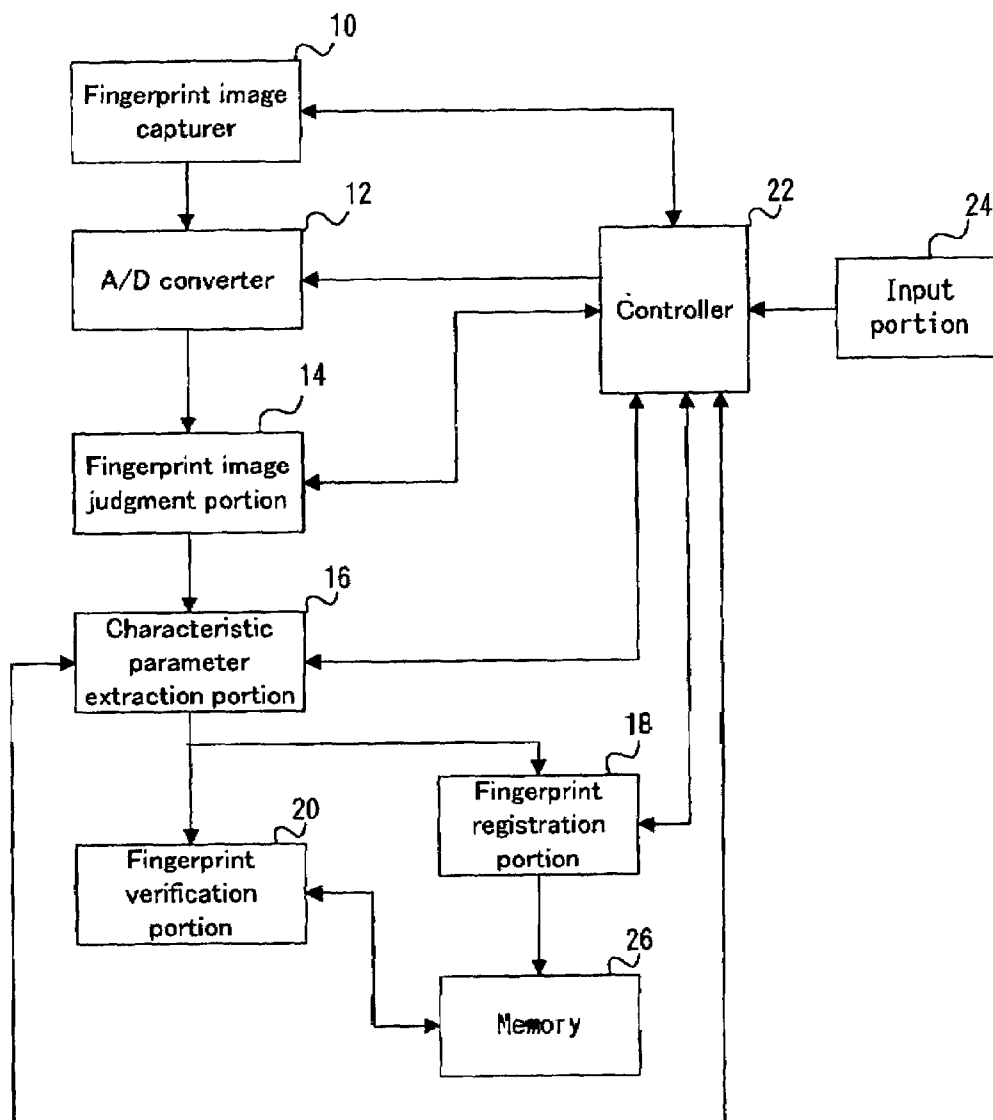 10
Fingerprint image
capturer
12
A/D converter
22
Controller
24
Input
portion
14
Fingerprint image
judgment portion
16
Characteristic
parameter
extraction portion
18
Fingerprint
registration
portion
20
Fingerprint
verification
portion
26
Memory